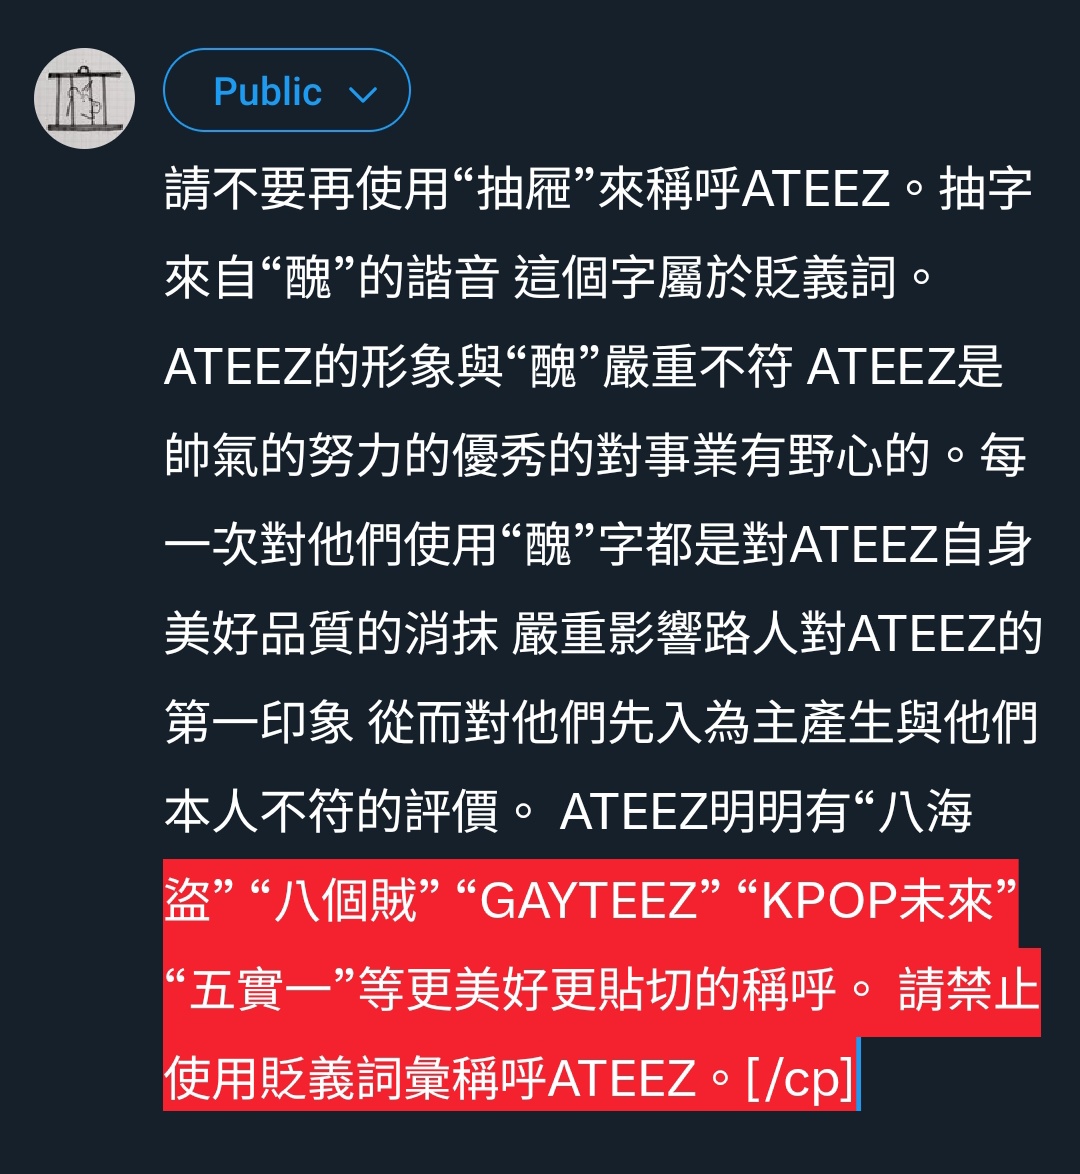 Public
請不要再使用“抽屜”來稱呼ATEEZ。抽字
來自“醜”的諧音 這個字屬於貶義詞。
ATEEZ的形象與“醜”嚴重不符 ATEEZ是
帥氣的努力的優秀的對事業有野心的。每
一次對他們使用“醜”字都是對ATEEZ自身
美好品質的消抹 嚴重影響路人對ATEEZ的
第一印象 從而對他們先入為主產生與他們
本人不符的評價。 ATEEZ明明有“八海
盜” “八個賊” “GAYTEEZ” “KPOP未來”
“五實一”等更美好更貼切的稱呼。 請禁止
使用貶義詞彙稱呼ATEEZ。[/cp]